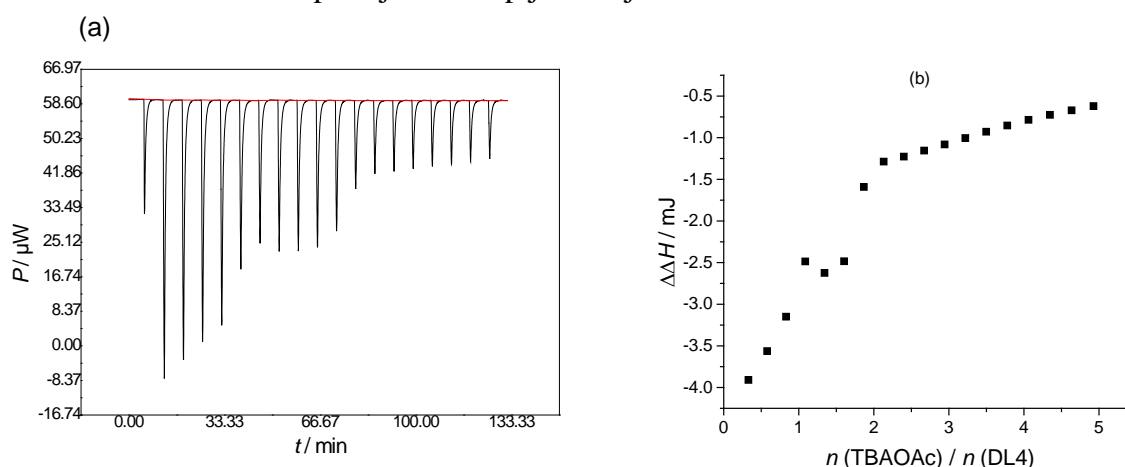 (a)
66.97
58.60
50.23
41.86
33.49
25.12
16.74
8.37
0.00
-8.37
-16.74
P / µW
0.00 33.33 66.67 100.00 133.33
t / min
(b)
-0.5
-1.0
-1.5
-2.0
-2.5
-3.0
-3.5
-4.0
ΔΔH / mJ
0 1 2 3 4 5
n (TBAOAc) / n (DL4)